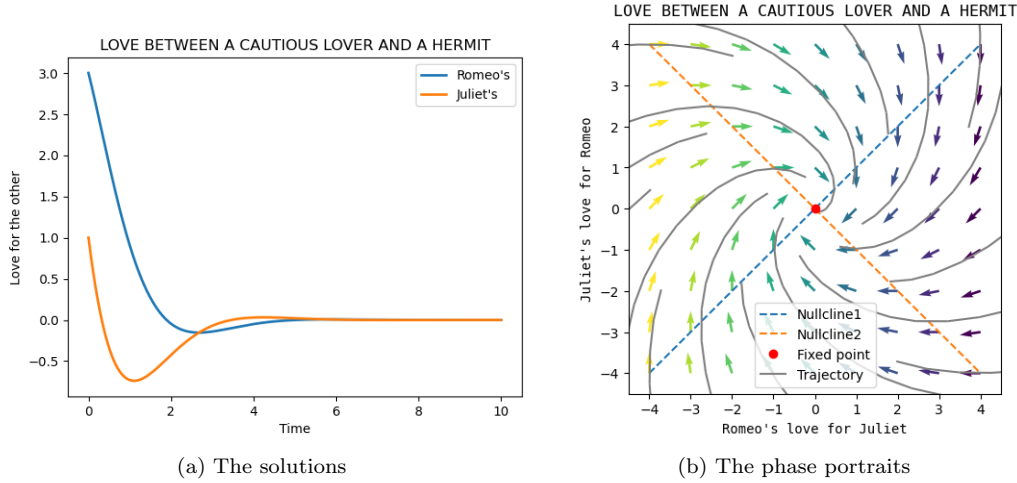 LOVE BETWEEN A CAUTIOUS LOVER AND A HERMIT
3.0
2.5
2.0
1.5
1.0
0.5
0.0
−0.5
Love for the other
Romeo's
Juliet's
0
2
4
6
8
10
Time
(a) The solutions
LOVE BETWEEN A CAUTIOUS LOVER AND A HERMIT
4
3
2
1
0
−1
−2
−3
−4
Juliet's love for Romeo
Nullcline1
Nullcline2
Fixed point
Trajectory
−4
−3
−2
−1
0
1
2
3
4
Romeo's love for Juliet
(b) The phase portraits